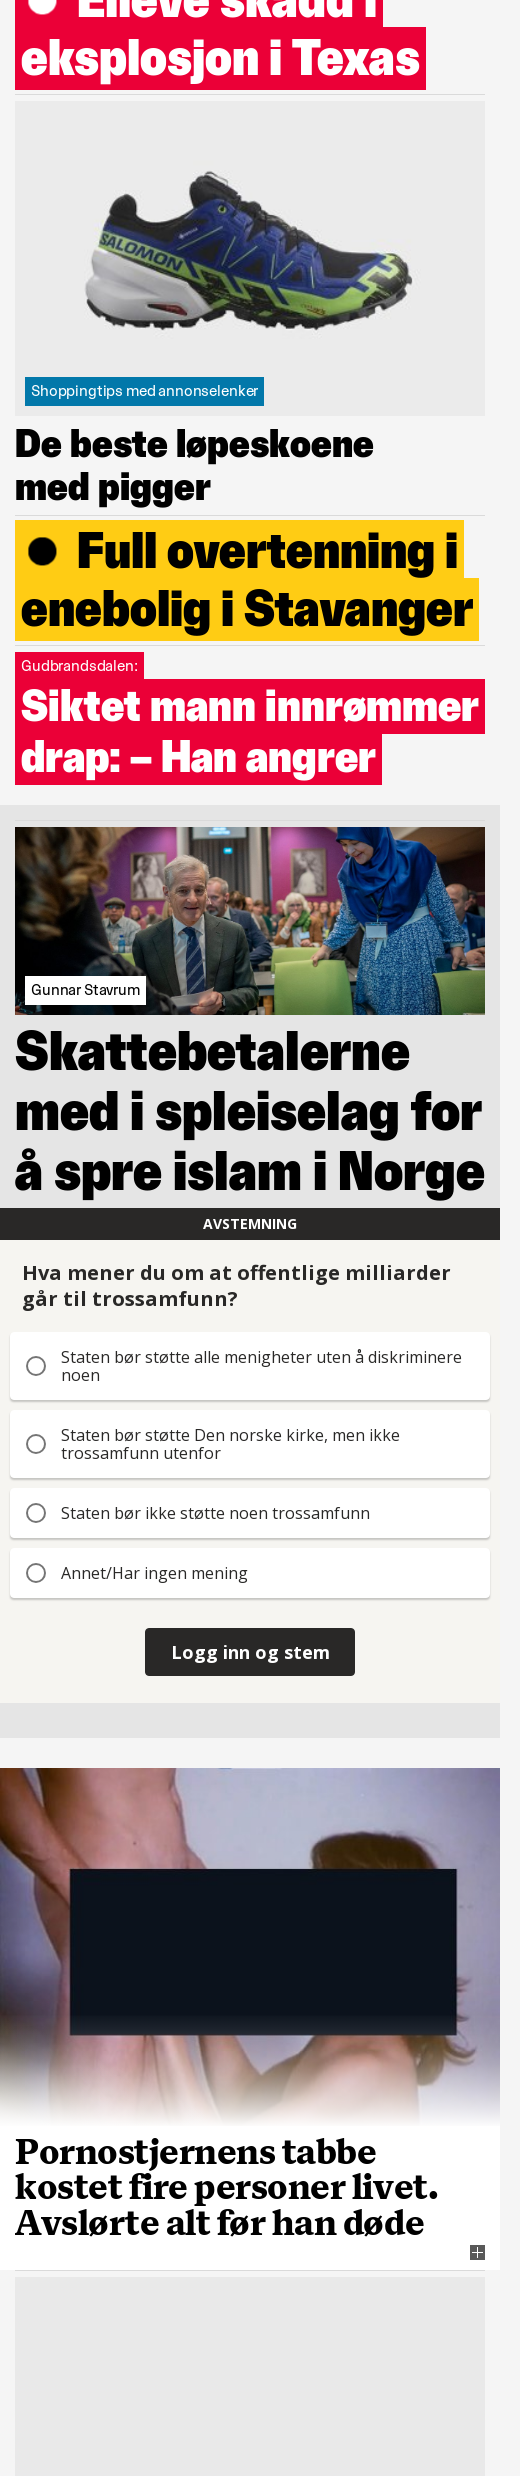 Elleve skadd i
eksplosjon i Texas
SALOMON
Shoppingtips med annonselenker
De beste løpeskoene
med pigger
Full overtenning i
enebolig i Stavanger
Gudbrandsdalen:
Siktet mann innrømmer
drap: – Han angrer
Gunnar Stavrum
Skattebetalerne
med i spleiselag for
å spre islam i Norge
AVSTEMNING
Hva mener du om at offentlige milliarder
går til trossamfunn?
Staten bør støtte alle menigheter uten å diskriminere
noen
Staten bør støtte Den norske kirke, men ikke
trossamfunn utenfor
Staten bør ikke støtte noen trossamfunn
Annet/Har ingen mening
Logg inn og stem
Pornostjernens tabbe
kostet fire personer livet.
Avslørte alt før han døde